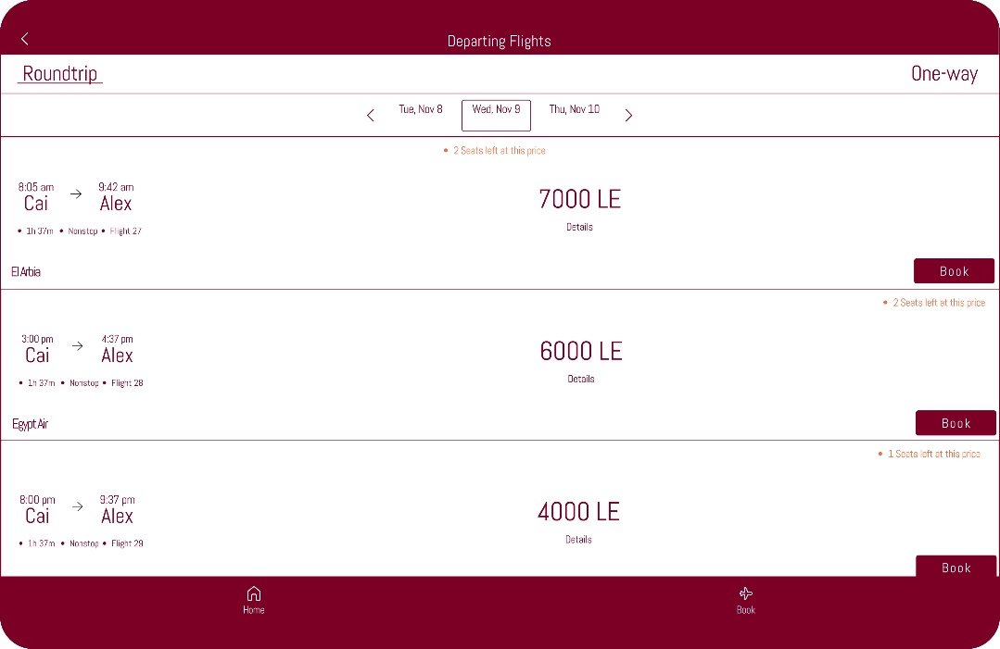 Departing Flights
Roundtrip One-way
Tue, Nov 8 Wed, Nov 9 Thu, Nov 10
• 2 Seats left at this price
8:05 am → 9:42 am
Cai Alex
7000 LE
• 1h 37m • Nonstop • Flight 27
Details
El Arbia
Book
• 2 Seats left at this price
3:00 pm → 4:37 pm
Cai Alex
6000 LE
• 1h 37m • Nonstop • Flight 28
Details
Egypt Air
Book
• 1 Seats left at this price
8:00 pm → 9:37 pm
Cai Alex
4000 LE
• 1h 37m • Nonstop • Flight 29
Details
Book
Home Book